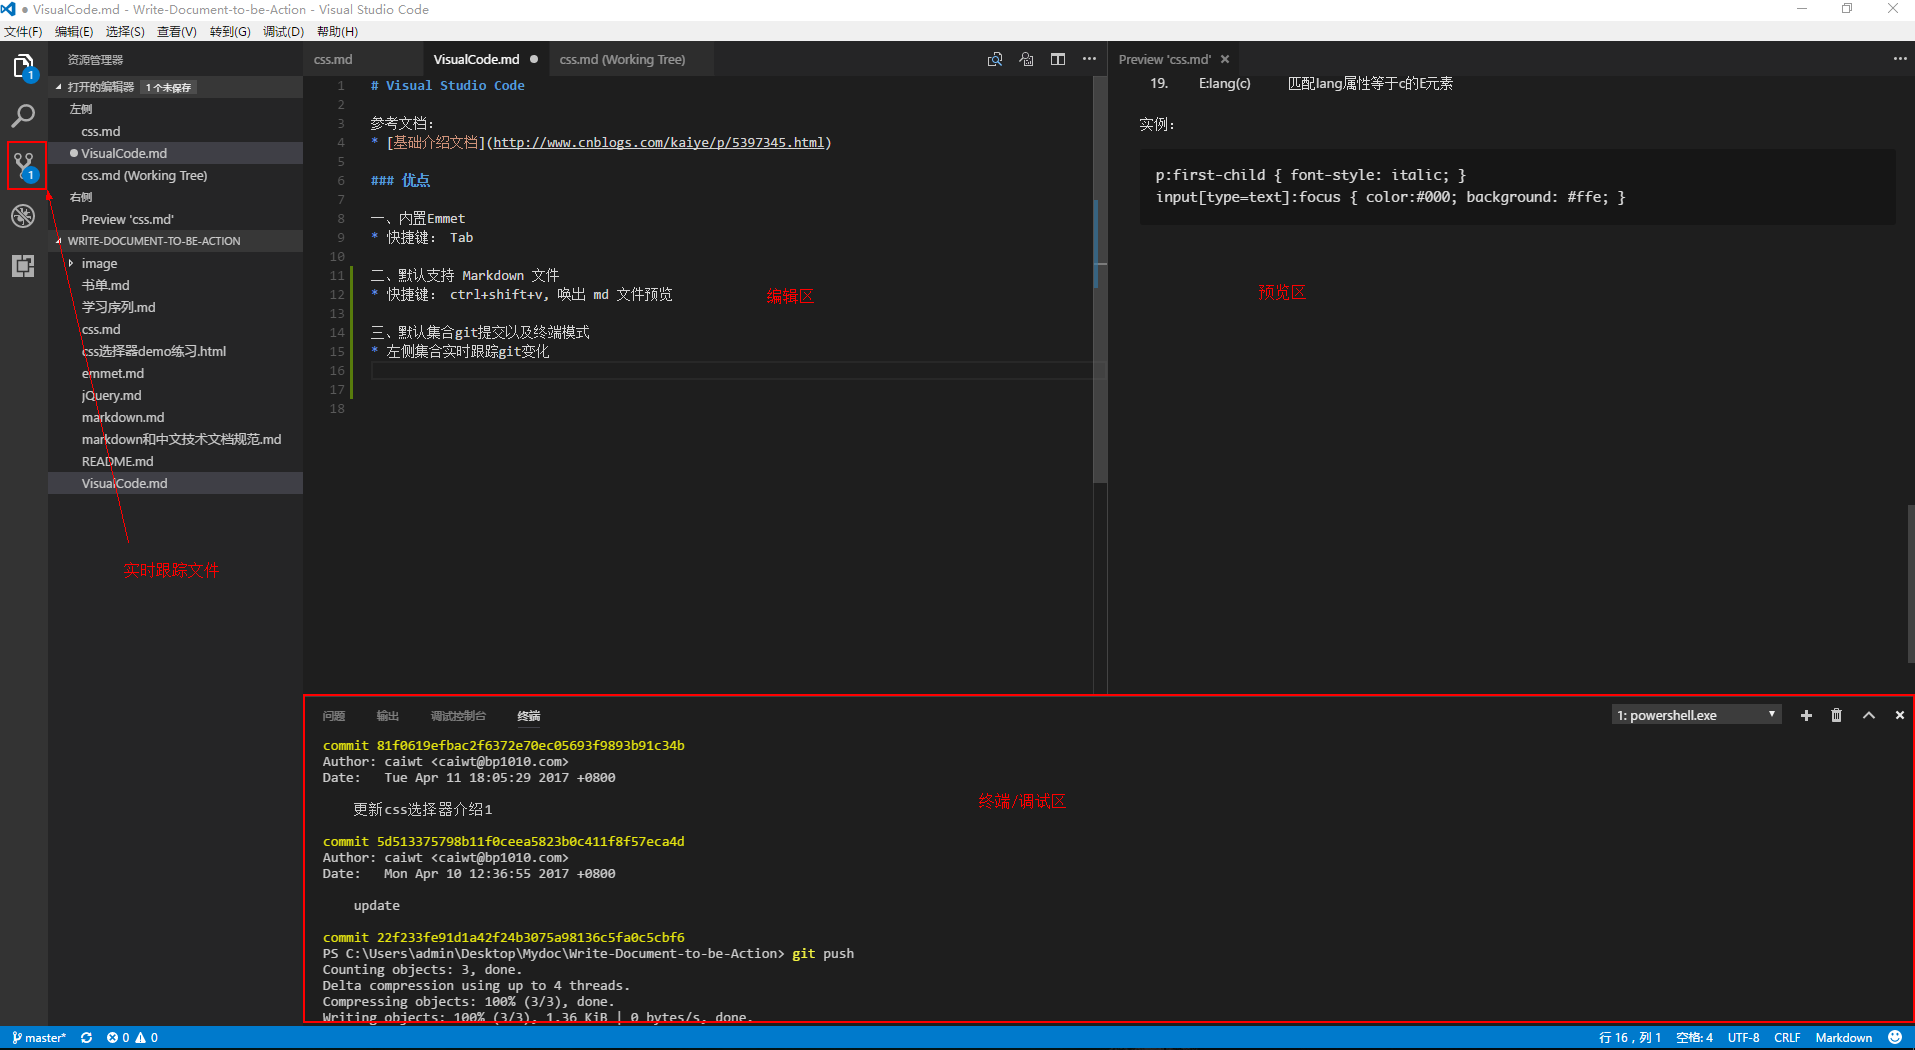 ● VisualCode.md - Write-Document-to-be-Action - Visual Studio Code
文件(F) 编辑(E) 选择(S) 查看(V) 转到(G) 调试(D) 帮助(H)
资源管理器
打开的编辑器 1 个未保存
左侧
css.md
● VisualCode.md
css.md (Working Tree)
右侧
Preview 'css.md'
WRITE-DOCUMENT-TO-BE-ACTION
image
书单.md
学习序列.md
css.md
css选择器demo练习.html
emmet.md
jQuery.md
markdown.md
markdown和中文技术文档规范.md
README.md
VisualCode.md
1
1
实时跟踪文件
css.md VisualCode.md ● css.md (Working Tree)
1 # Visual Studio Code
2
3 参考文档：
4 * [基础介绍文档](http://www.cnblogs.com/kaiye/p/5397345.html)
5
6 ### 优点
7
8 一、内置Emmet
9 * 快捷键： Tab
10
11 二、默认支持 Markdown 文件
12 * 快捷键： ctrl+shift+v, 唤出 md 文件预览
13
14 三、默认集合git提交以及终端模式
15 * 左侧集合实时跟踪git变化
16
17
18
编辑区
Preview 'css.md' ×
19. E:lang(c) 匹配lang属性等于c的E元素
实例：
p:first-child { font-style: italic; }
input[type=text]:focus { color:#000; background: #ffe; }
预览区
问题 输出 调试控制台 终端 1: powershell.exe
commit 81f0619efbac2f6372e70ec05693f9893b91c34b
Author: caiwt <caiwt@bp1010.com>
Date:   Tue Apr 11 18:05:29 2017 +0800
更新css选择器介绍1
commit 5d513375798b11f0ceea5823b0c411f8f57eca4d
Author: caiwt <caiwt@bp1010.com>
Date:   Mon Apr 10 12:36:55 2017 +0800
update
commit 22f233fe91d1a42f24b3075a98136c5fa0c5cbf6
PS C:\Users\admin\Desktop\Mydoc\Write-Document-to-be-Action> git push
Counting objects: 3, done.
Delta compression using up to 4 threads.
Compressing objects: 100% (3/3), done.
Writing objects: 100% (3/3), 1.36 KiB | 0 bytes/s, done.
终端/调试区
master* 0 0 行 16，列 1 空格: 4 UTF-8 CRLF Markdown